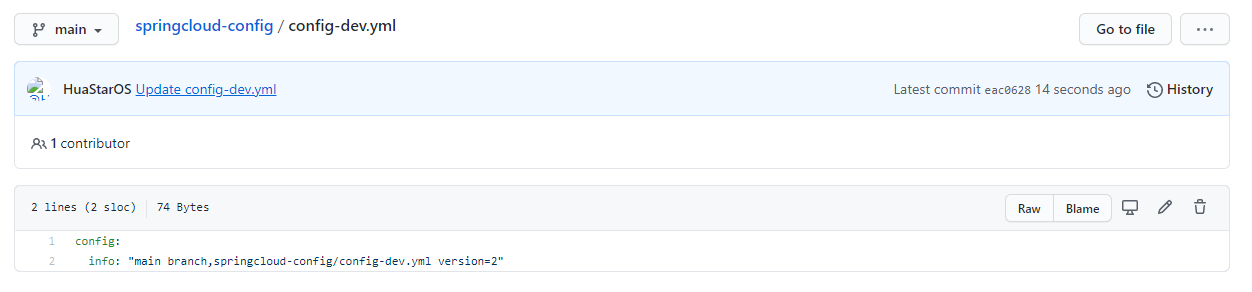 main springcloud-config / config-dev.yml Go to file ...
HuaStarOS Update config-dev.yml Latest commit eac0628 14 seconds ago History
1 contributor
2 lines (2 sloc) 74 Bytes Raw Blame
1 config:
2 info: "main branch,springcloud-config/config-dev.yml version=2"